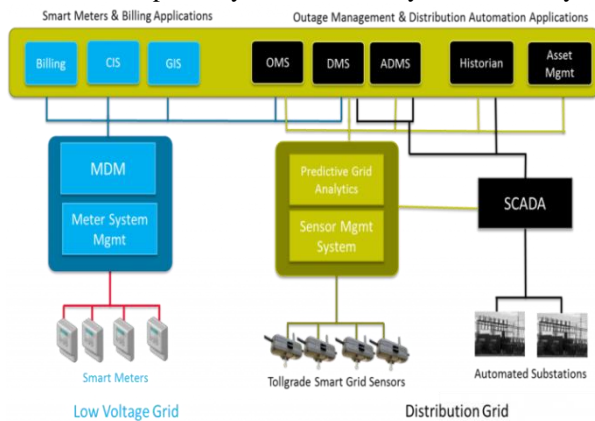 Smart Meters & Billing Applications
Outage Management & Distribution Automation Applications
Billing
CIS
GIS
OMS
DMS
ADMS
Historian
Asset
Mgmt
MDM
Meter System
Mgmt
Predictive Grid
Analytics
Sensor Mgmt
System
SCADA
Smart Meters
Tollgrade Smart Grid Sensors
Automated Substations
Low Voltage Grid
Distribution Grid